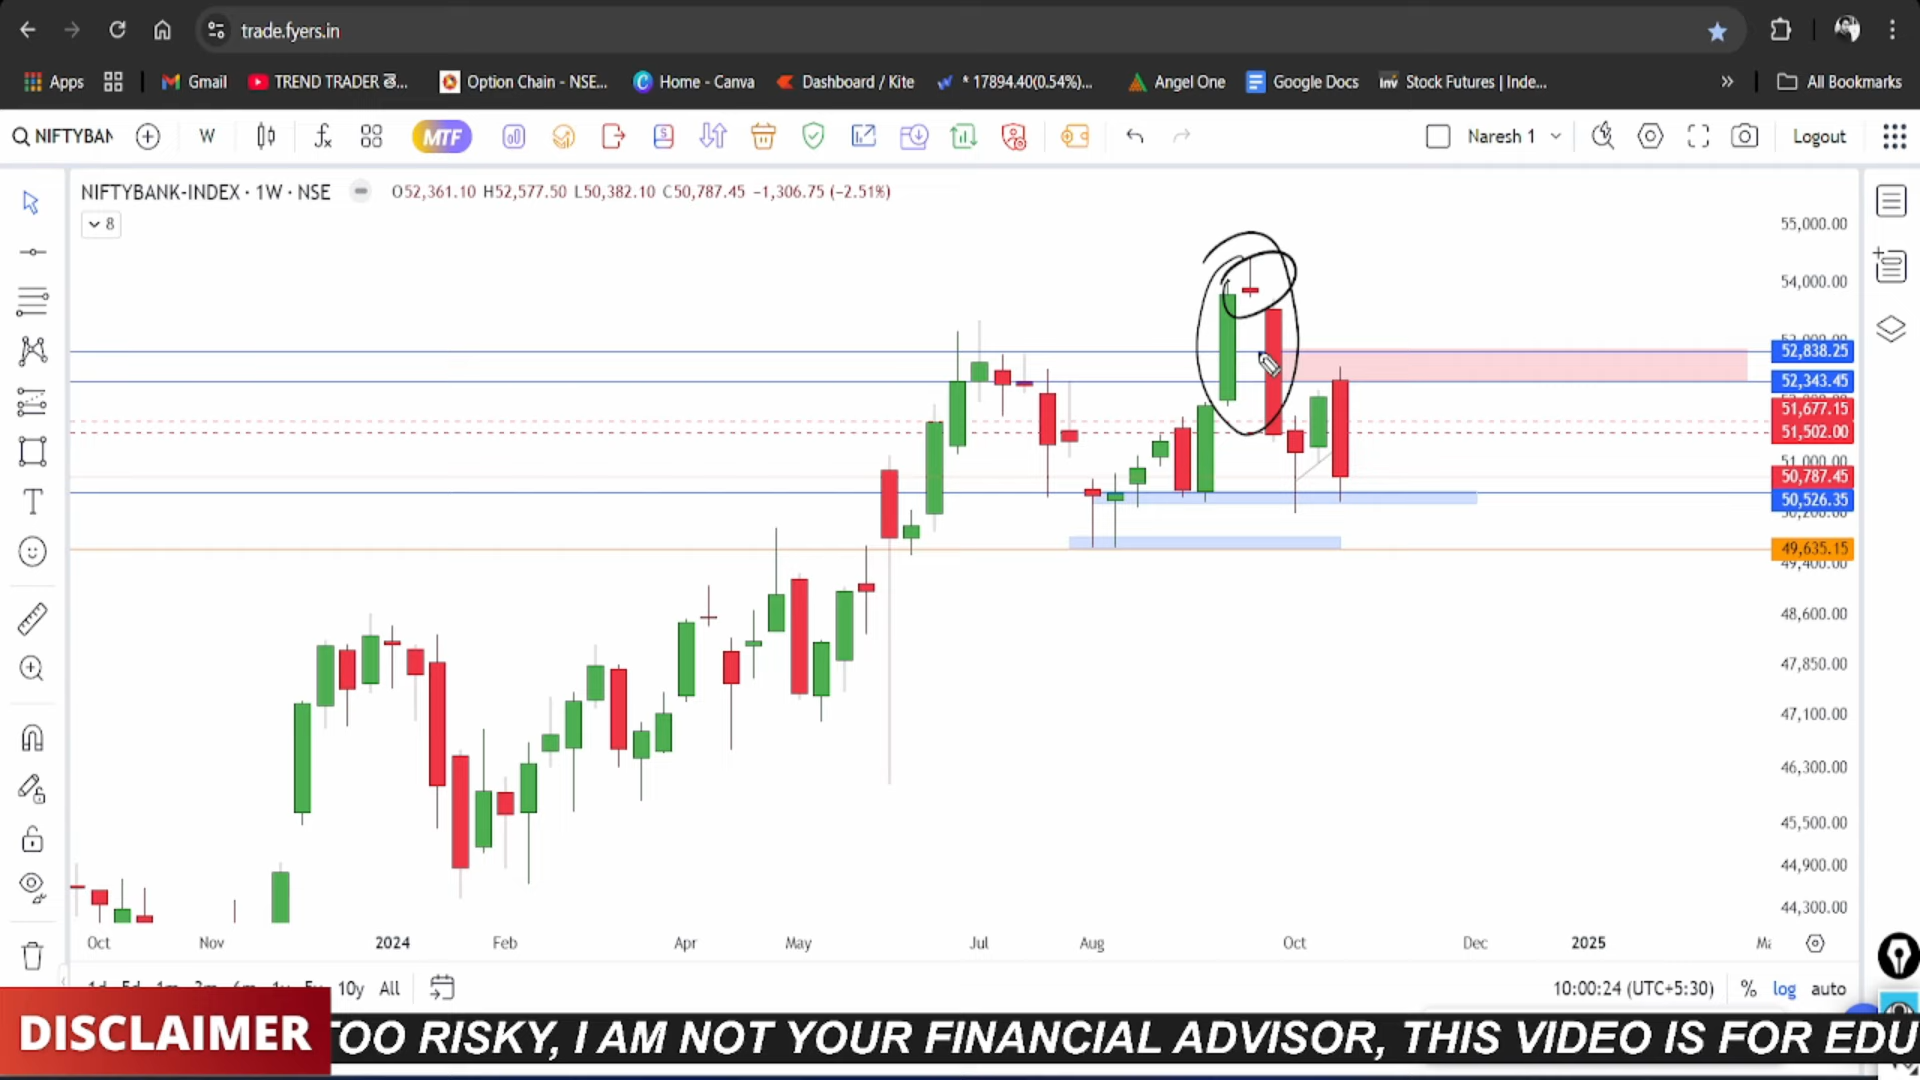 trade.fyers.in
Apps Gmail TREND TRADER కి... Option Chain - NSE... Home - Canva Dashboard / Kite * 17894.40(0.54%)... Angel One Google Docs Inv Stock Futures | Inde... » All Bookmarks
NIFTYBAN W MTF Naresh 1 Logout
NIFTYBANK-INDEX · 1W · NSE O52,361.10 H52,577.50 L50,382.10 C50,787.45 −1,306.75 (−2.51%)
8
55,000.00
54,000.00
52,838.25
52,343.45
51,677.15
51,502.00
51,000.00
50,787.45
50,526.35
49,635.15
49,400.00
48,600.00
47,850.00
47,100.00
46,300.00
45,500.00
44,900.00
44,300.00
Oct Nov 2024 Feb Apr May Jul Aug Oct Dec 2025
10y All 10:00:24 (UTC+5:30) % log auto
DISCLAIMER TOO RISKY, I AM NOT YOUR FINANCIAL ADVISOR, THIS VIDEO IS FOR EDU